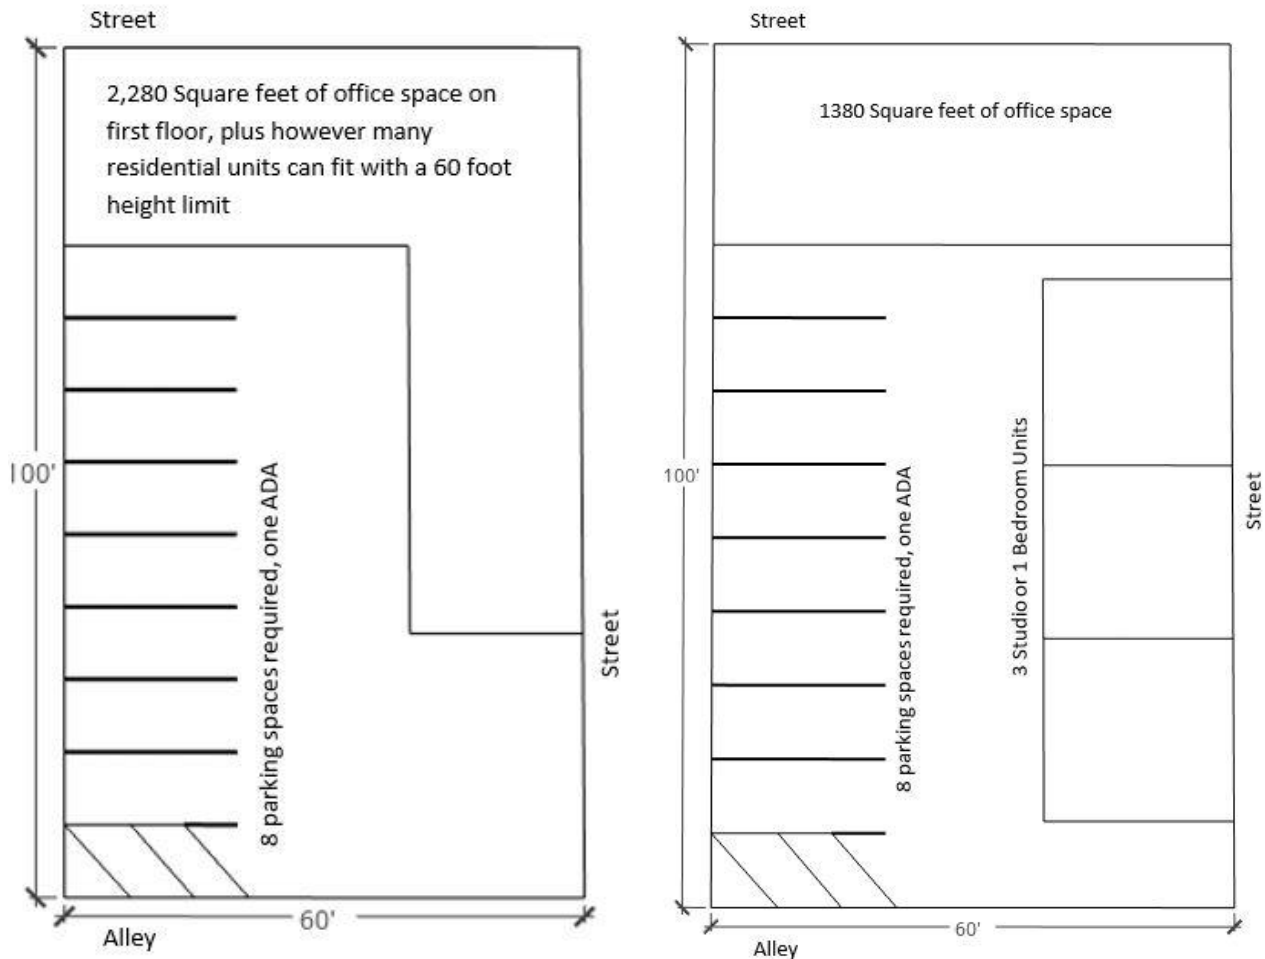 Street
2,280 Square feet of office space on
first floor, plus however many
residential units can fit with a 60 foot
height limit
100'
8 parking spaces required, one ADA
Street
60'
Alley
Street
1380 Square feet of office space
100'
8 parking spaces required, one ADA
3 Studio or 1 Bedroom Units
Street
60'
Alley